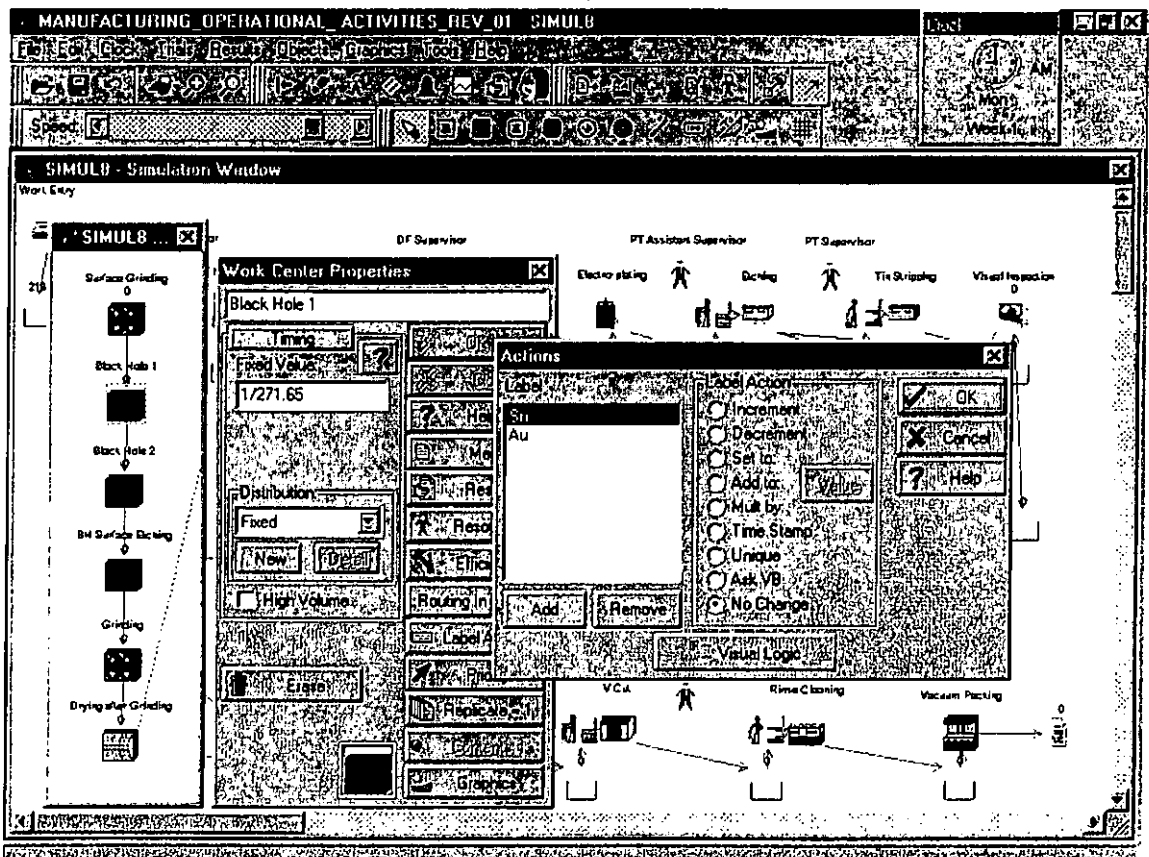 MANUFACTURING_OPERATIONAL_ACTIVITIES_REV_01 SIMUL8
File Edit Clock Trials Results Objects Graphics Tools Help
AM
Mon
Week
Speed
SIMUL8 - Simulation Window
Work Entry
SIMUL8 ...
DF Supervisor
PT Assistant Supervisor
PT Supervisor
Surface Grinding
0
Black Hole 1
Black Hole 2
BH Surface Etching
Grinding
Drying after Grinding
Work Center Properties
Black Hole 1
Timing
Fixed Value:
1/271.65
Distribution:
Fixed
New
High Volume
Erase
Routing In
Label A
Replicate
Graphics
Electroplating
Etching
Tin Stripping
Visual Inspection
0
Actions
Label
Sn
Au
Add
Remove
Label Action
Increment
Decrement
Set to:
Add to:
Mult by:
Time Stamp
Unique
Ask VB
No Change
Value
OK
Cancel
Help
Visual Logic
V Cut
Rinse Cleaning
Vacuum Packing
0